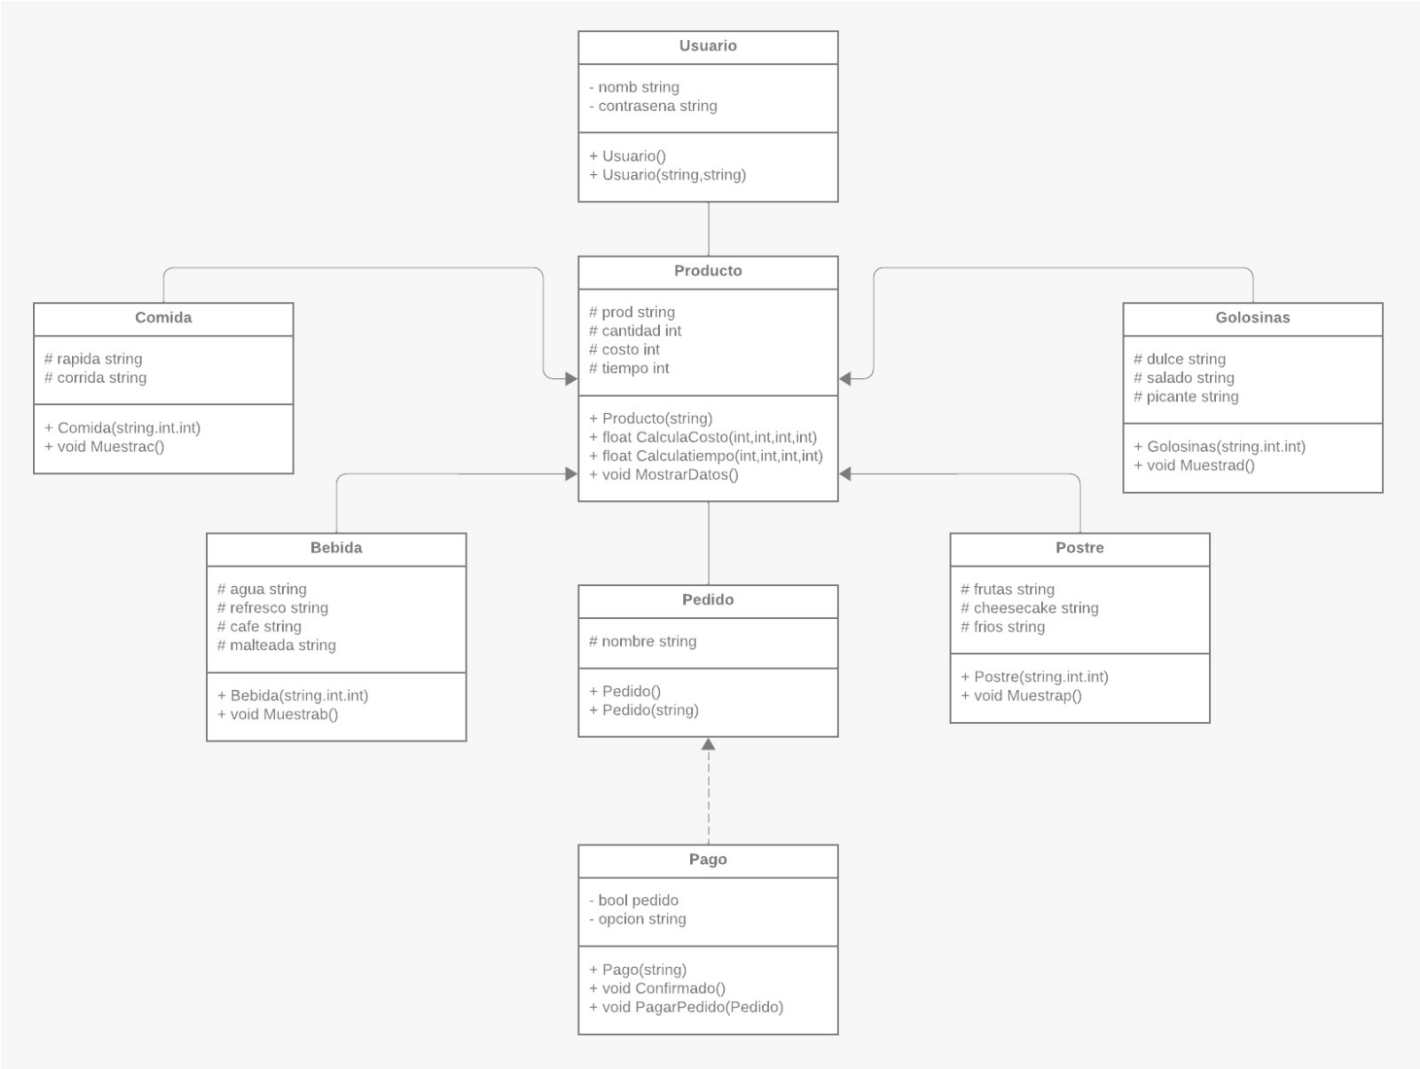 Usuario
- nomb string
- contrasena string
+ Usuario()
+ Usuario(string,string)
Producto
# prod string
# cantidad int
# costo int
# tiempo int
+ Producto(string)
+ float CalculaCosto(int,int,int,int)
+ float Calculatiempo(int,int,int,int)
+ void MostrarDatos()
Comida
# rapida string
# corrida string
+ Comida(string.int.int)
+ void Muestrac()
Golosinas
# dulce string
# salado string
# picante string
+ Golosinas(string.int.int)
+ void Muestrad()
Bebida
# agua string
# refresco string
# cafe string
# malteada string
+ Bebida(string.int.int)
+ void Muestrab()
Postre
# frutas string
# cheesecake string
# frios string
+ Postre(string.int.int)
+ void Muestrap()
Pedido
# nombre string
+ Pedido()
+ Pedido(string)
Pago
- bool pedido
- opcion string
+ Pago(string)
+ void Confirmado()
+ void PagarPedido(Pedido)